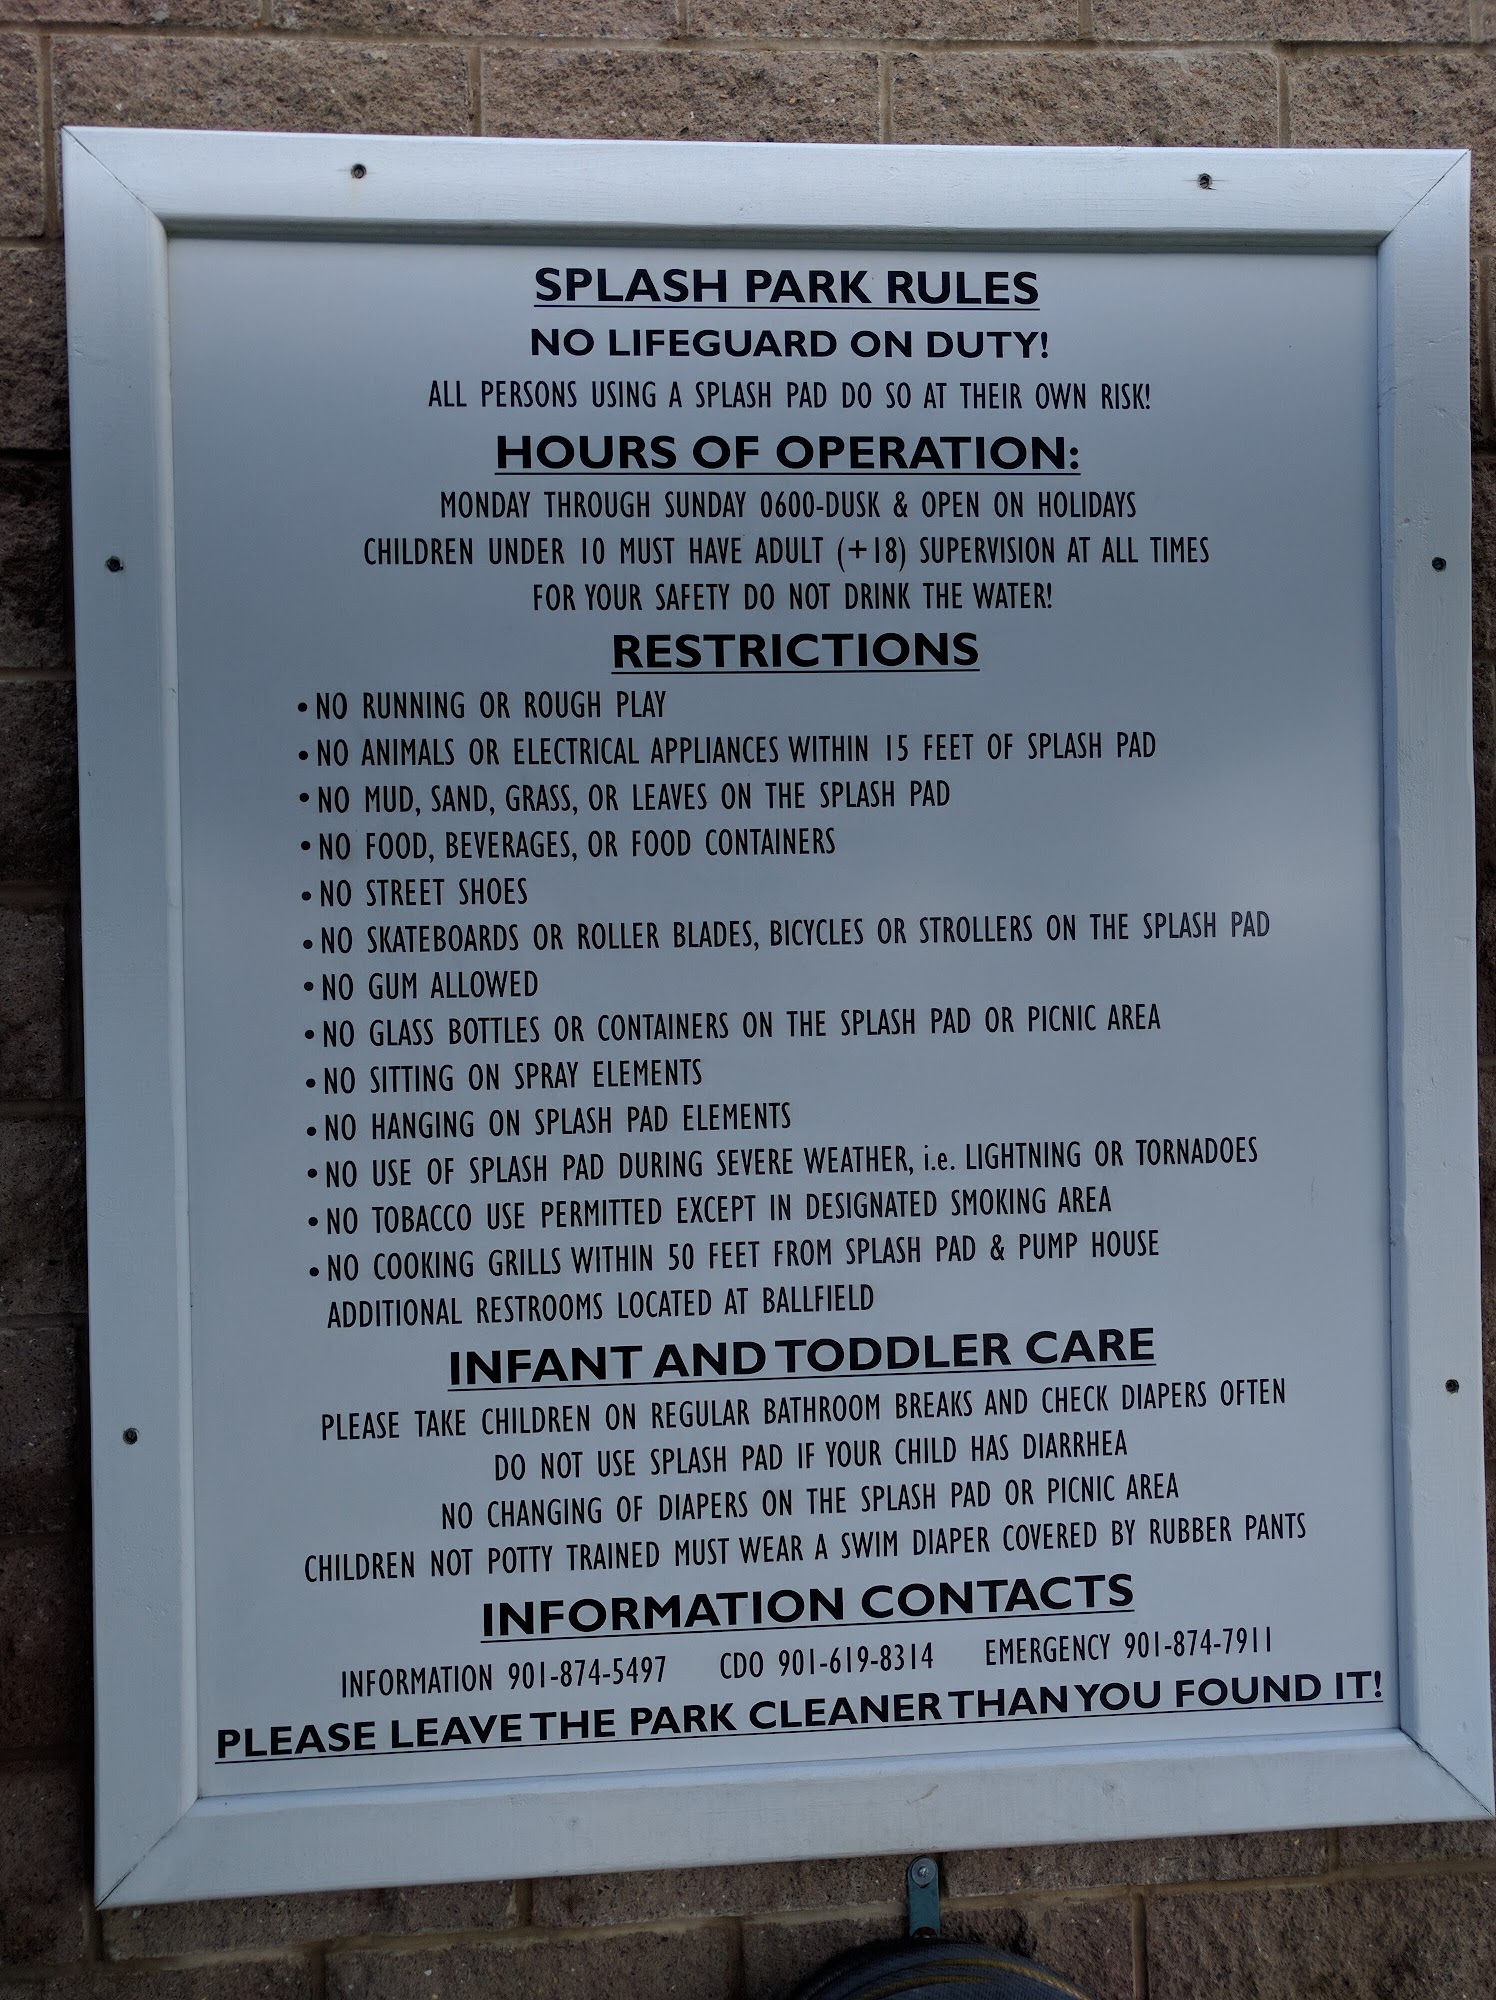 SPLASH PARK RULES
NO LIFEGUARD ON DUTY!
ALL PERSONS USING A SPLASH PAD DO SO AT THEIR OWN RISK!
HOURS OF OPERATION:
MONDAY THROUGH SUNDAY 0600-DUSK & OPEN ON HOLIDAYS
CHILDREN UNDER 10 MUST HAVE ADULT (+18) SUPERVISION AT ALL TIMES
FOR YOUR SAFETY DO NOT DRINK THE WATER!
RESTRICTIONS
• NO RUNNING OR ROUGH PLAY
• NO ANIMALS OR ELECTRICAL APPLIANCES WITHIN 15 FEET OF SPLASH PAD
• NO MUD, SAND, GRASS, OR LEAVES ON THE SPLASH PAD
• NO FOOD, BEVERAGES, OR FOOD CONTAINERS
• NO STREET SHOES
• NO SKATEBOARDS OR ROLLER BLADES, BICYCLES OR STROLLERS ON THE SPLASH PAD
• NO GUM ALLOWED
• NO GLASS BOTTLES OR CONTAINERS ON THE SPLASH PAD OR PICNIC AREA
• NO SITTING ON SPRAY ELEMENTS
• NO HANGING ON SPLASH PAD ELEMENTS
• NO USE OF SPLASH PAD DURING SEVERE WEATHER, i.e. LIGHTNING OR TORNADOES
• NO TOBACCO USE PERMITTED EXCEPT IN DESIGNATED SMOKING AREA
• NO COOKING GRILLS WITHIN 50 FEET FROM SPLASH PAD & PUMP HOUSE
ADDITIONAL RESTROOMS LOCATED AT BALLFIELD
INFANT AND TODDLER CARE
PLEASE TAKE CHILDREN ON REGULAR BATHROOM BREAKS AND CHECK DIAPERS OFTEN
DO NOT USE SPLASH PAD IF YOUR CHILD HAS DIARRHEA
NO CHANGING OF DIAPERS ON THE SPLASH PAD OR PICNIC AREA
CHILDREN NOT POTTY TRAINED MUST WEAR A SWIM DIAPER COVERED BY RUBBER PANTS
INFORMATION CONTACTS
INFORMATION 901-874-5497 CDO 901-619-8314 EMERGENCY 901-874-7911
PLEASE LEAVE THE PARK CLEANER THAN YOU FOUND IT!